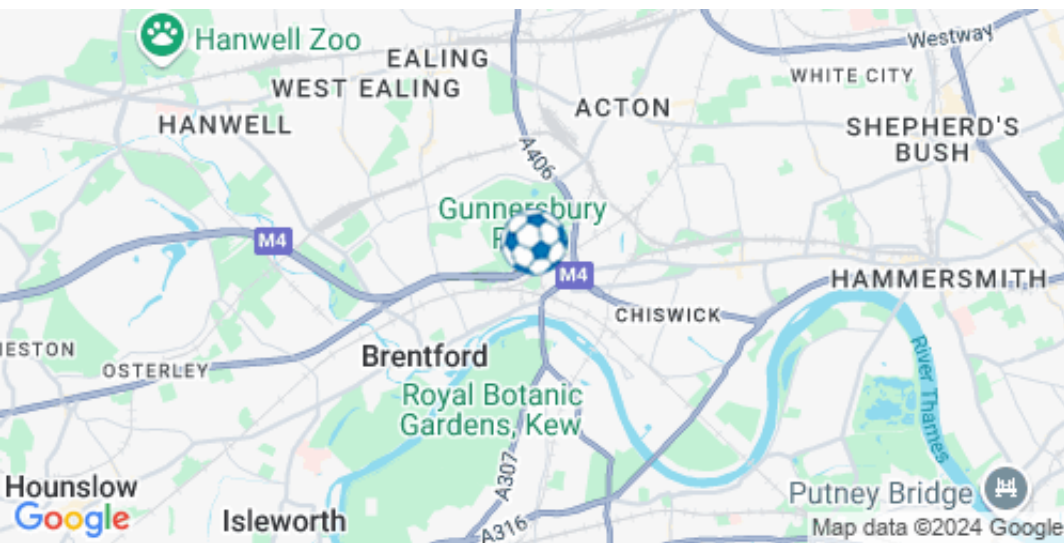 Hanwell Zoo
EALING
WEST EALING
HANWELL
ACTON
Westway
WHITE CITY
SHEPHERD'S
BUSH
A406
Gunnersbury
M4
M4
HAMMERSMITH
CHISWICK
OSTERLEY
Brentford
Royal Botanic
Gardens, Kew
River Thames
A307
Hounslow
Google
Isleworth
A316
Putney Bridge
Map data ©2024 Google